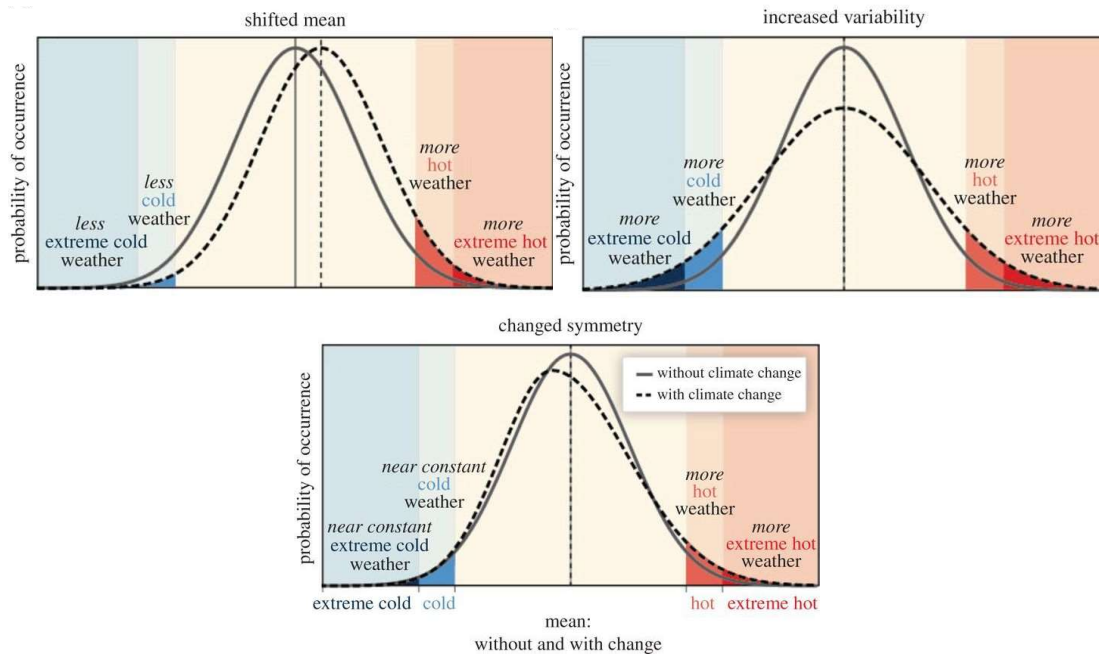 shifted mean
probability of occurrence
less
extreme cold
weather
less
cold
weather
more
hot
weather
more
extreme hot
weather
increased variability
probability of occurrence
more
extreme cold
weather
more
cold
weather
more
hot
weather
more
extreme hot
weather
changed symmetry
probability of occurrence
without climate change
with climate change
near constant
cold
weather
near constant
extreme cold
weather
more
hot
weather
more
extreme hot
weather
extreme cold
cold
hot
extreme hot
mean:
without and with change